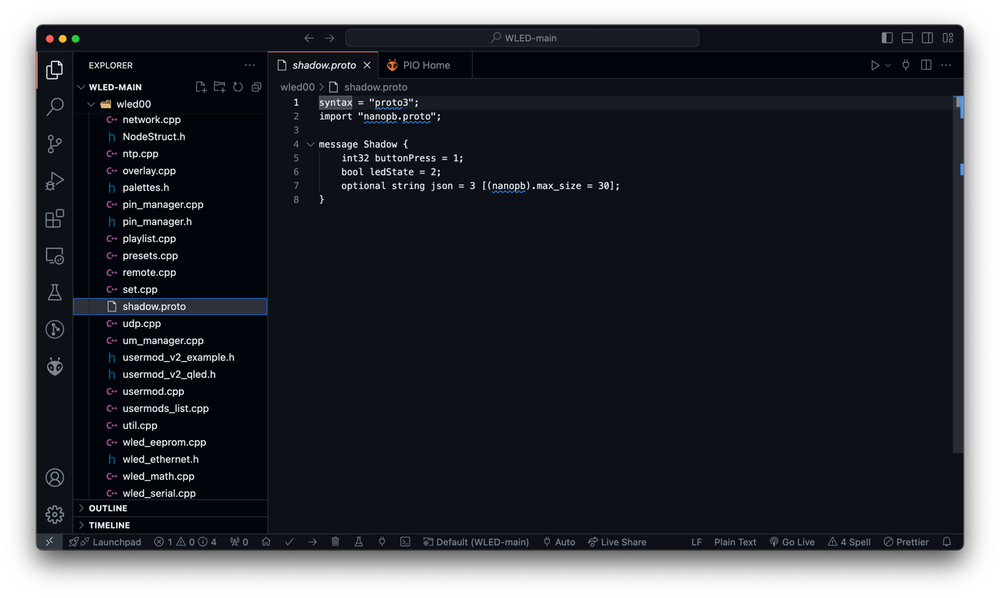 WLED-main
EXPLORER
WLED-MAIN
wled00
network.cpp
NodeStruct.h
ntp.cpp
overlay.cpp
palettes.h
pin_manager.cpp
pin_manager.h
playlist.cpp
presets.cpp
remote.cpp
set.cpp
shadow.proto
udp.cpp
um_manager.cpp
usermod_v2_example.h
usermod_v2_qled.h
usermod.cpp
usermods_list.cpp
util.cpp
wled_eeprom.cpp
wled_ethernet.h
wled_math.cpp
wled_serial.cpp
OUTLINE
TIMELINE
shadow.proto PIO Home
wled00 > shadow.proto
1 syntax = "proto3";
2 import "nanopb.proto";
3
4 message Shadow {
5 int32 buttonPress = 1;
6 bool ledState = 2;
7 optional string json = 3 [(nanopb).max_size = 30];
8 }
Launchpad 1 0 4 0 Default (WLED-main) Auto Live Share LF Plain Text Go Live 4 Spell Prettier